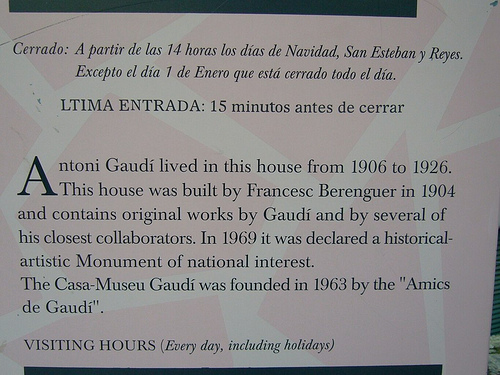 Cerrado: A partir de las 14 horas los días de Navidad, San Esteban y Reyes.
Excepto el día 1 de Enero que está cerrado todo el día.
LTIMA ENTRADA: 15 minutos antes de cerrar
Antoni Gaudí lived in this house from 1906 to 1926.
This house was built by Francesc Berenguer in 1904
and contains original works by Gaudí and by several of
his closest collaborators. In 1969 it was declared a historical-
artistic Monument of national interest.
The Casa-Museu Gaudí was founded in 1963 by the "Amics
de Gaudí".
VISITING HOURS (Every day, including holidays)